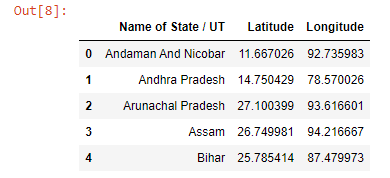 Out[8]:
Name of State / UT Latitude Longitude
0 Andaman And Nicobar 11.667026 92.735983
1 Andhra Pradesh 14.750429 78.570026
2 Arunachal Pradesh 27.100399 93.616601
3 Assam 26.749981 94.216667
4 Bihar 25.785414 87.479973